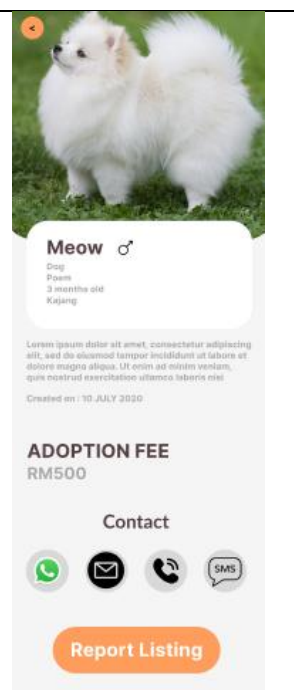 <
Meow
Dog
Poem
3 months old
Kajang
Lorem ipsum dolor sit amet, consectetur adipiscing
elit, sed do eiusmod tempor incididunt ut labore et
dolore magna aliqua. Ut enim ad minim veniam,
quis nostrud exercitation ullamco laboris nisi
Created on : 10 JULY 2020
ADOPTION FEE
RM500
Contact
SMS
Report Listing